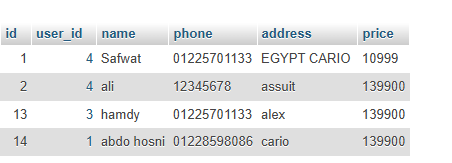 id user_id name phone address price
1 4 Safwat 01225701133 EGYPT CARIO 10999
2 4 ali 12345678 assuit 139900
13 3 hamdy 01225701133 alex 139900
14 1 abdo hosni 01228598086 cario 139900